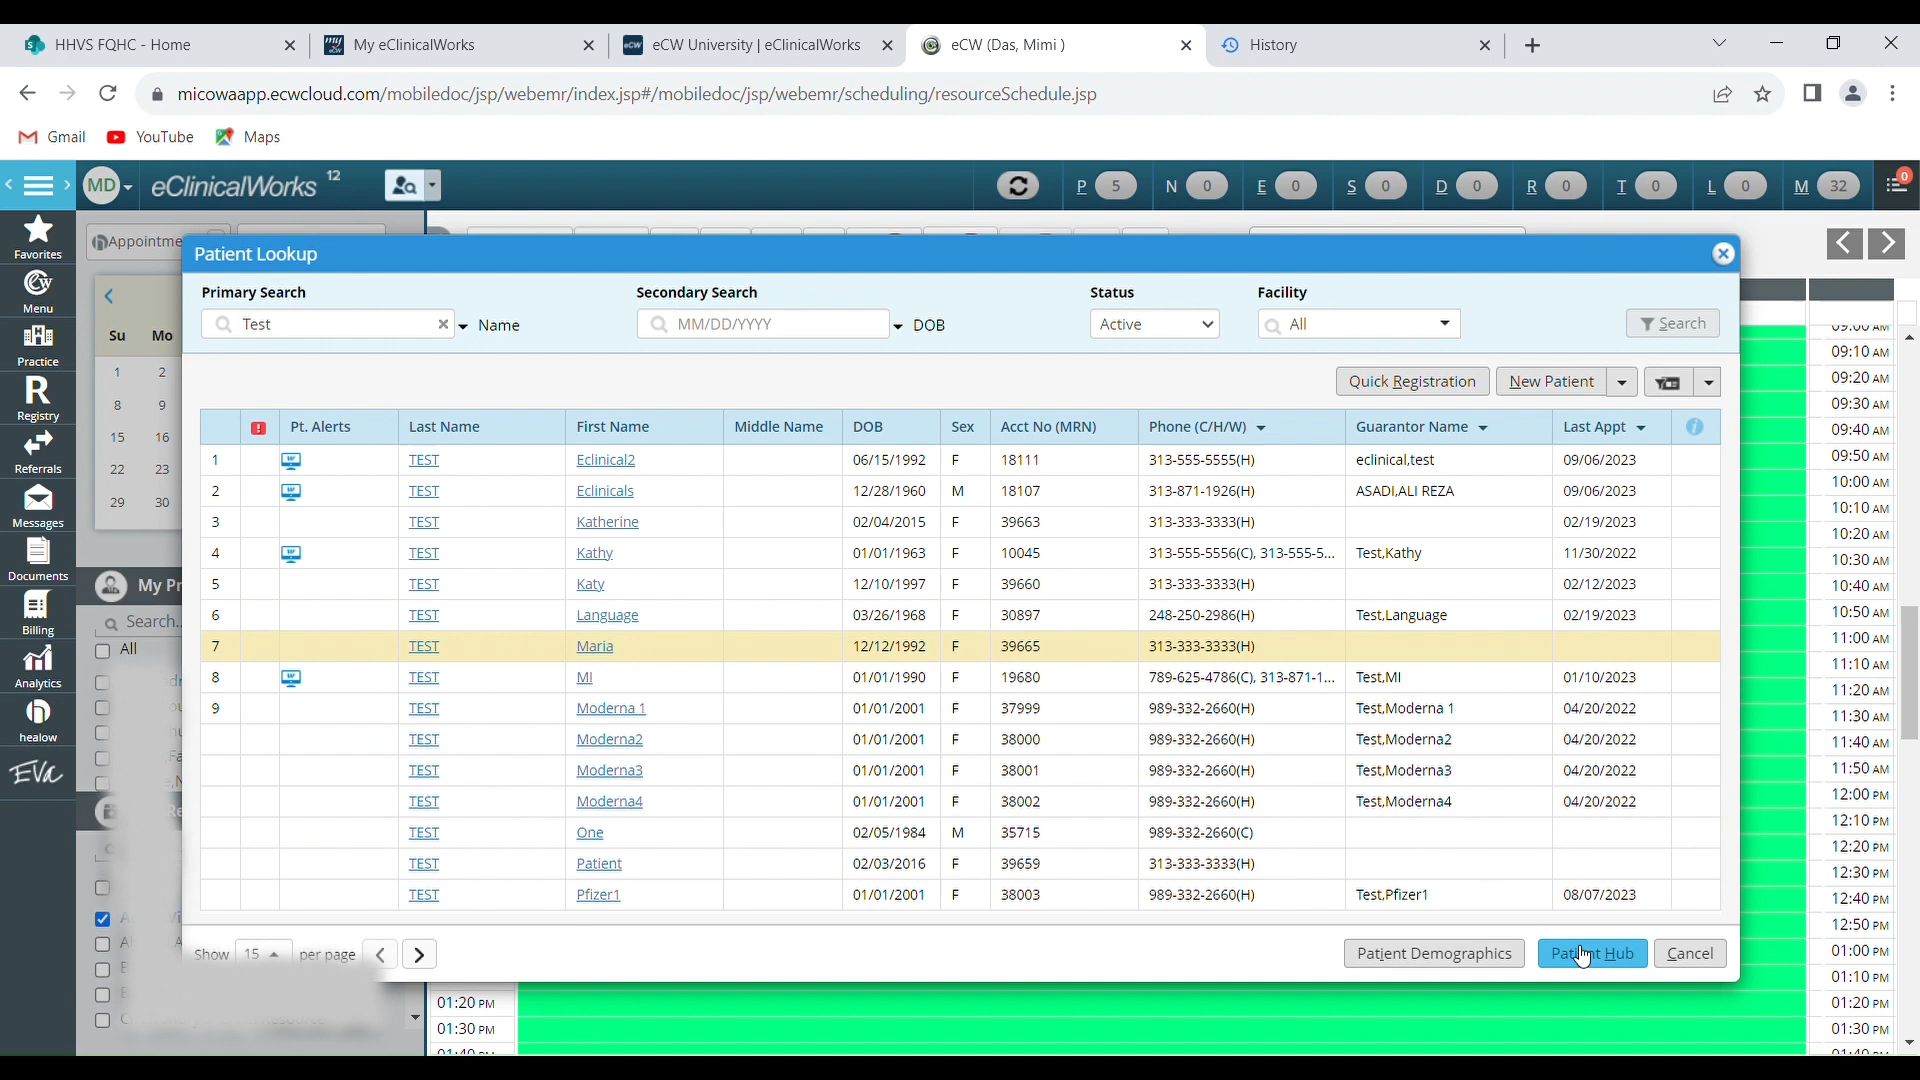 HHVS FQHC - Home
My eClinicalWorks
eCW University | eClinicalWorks
eCW (Das, Mimi )
History
micowaapp.ecwcloud.com/mobiledoc/jsp/webemr/index.jsp#/mobiledoc/jsp/webemr/scheduling/resourceSchedule.jsp
Gmail YouTube Maps
MD eClinicalWorks 12 P 5 N 0 E 0 S 0 D 0 R 0 T 0 L 0 M 32 0
Favorites
Menu
Practice
R
Registry
Referrals
Messages
Documents
Billing
Analytics
healow
EVa
Su Mo
1 2
8 9
15 16
22 23
29 30
Search..
All
Patient Lookup
Primary Search Secondary Search Status Facility
Test Name MM/DD/YYYY DOB Active All Search
Quick Registration New Patient
Pt. Alerts Last Name First Name Middle Name DOB Sex Acct No (MRN) Phone (C/H/W) Guarantor Name Last Appt
1 TEST Eclinical2 06/15/1992 F 18111 313-555-5555(H) eclinical,test 09/06/2023
2 TEST Eclinicals 12/28/1960 M 18107 313-871-1926(H) ASADI,ALI REZA 09/06/2023
3 TEST Katherine 02/04/2015 F 39663 313-333-3333(H) 02/19/2023
4 TEST Kathy 01/01/1963 F 10045 313-555-5556(C), 313-555-5... Test,Kathy 11/30/2022
5 TEST Katy 12/10/1997 F 39660 313-333-3333(H) 02/12/2023
6 TEST Language 03/26/1968 F 30897 248-250-2986(H) Test,Language 02/19/2023
7 TEST Maria 12/12/1992 F 39665 313-333-3333(H)
8 TEST MI 01/01/1990 F 19680 789-625-4786(C), 313-871-1... Test,MI 01/10/2023
9 TEST Moderna 1 01/01/2001 F 37999 989-332-2660(H) Test,Moderna 1 04/20/2022
TEST Moderna2 01/01/2001 F 38000 989-332-2660(H) Test,Moderna2 04/20/2022
TEST Moderna3 01/01/2001 F 38001 989-332-2660(H) Test,Moderna3 04/20/2022
TEST Moderna4 01/01/2001 F 38002 989-332-2660(H) Test,Moderna4 04/20/2022
TEST One 02/05/1984 M 35715 989-332-2660(C)
TEST Patient 02/03/2016 F 39659 313-333-3333(H)
TEST Pfizer1 01/01/2001 F 38003 989-332-2660(H) Test,Pfizer1 08/07/2023
Show 15 per page Patient Demographics Patient Hub Cancel
09:10 AM
09:20 AM
09:30 AM
09:40 AM
09:50 AM
10:00 AM
10:10 AM
10:20 AM
10:30 AM
10:40 AM
10:50 AM
11:00 AM
11:10 AM
11:20 AM
11:30 AM
11:40 AM
11:50 AM
12:00 PM
12:10 PM
12:20 PM
12:30 PM
12:40 PM
12:50 PM
01:00 PM
01:10 PM
01:20 PM 01:20 PM
01:30 PM 01:30 PM